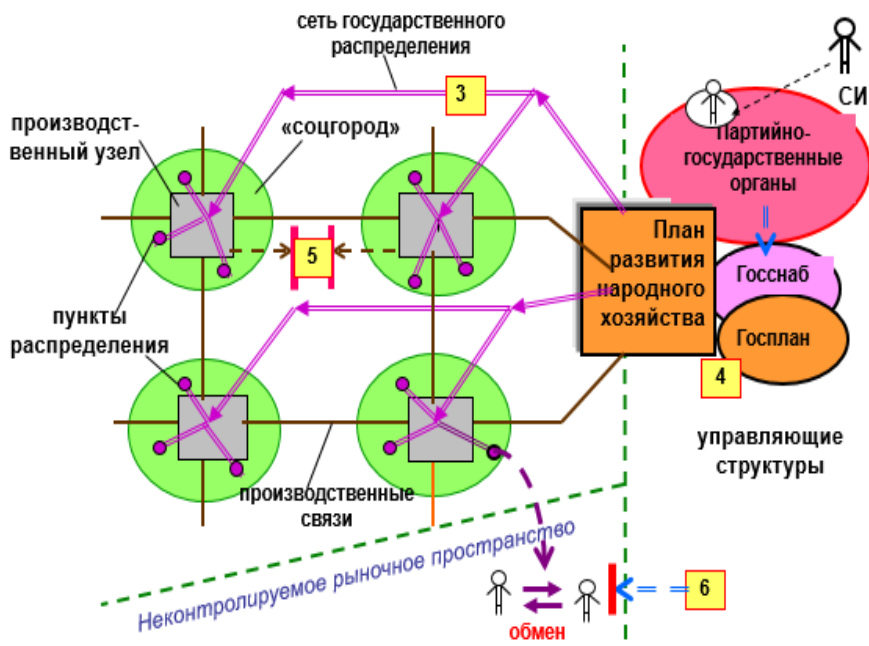 сеть государственного
распределения
3
СИ
производст-
венный узел
«соцгород»
Партийно-
государственные
органы
План
развития
народного
хозяйства
5
Госснаб
пункты
распределения
Госплан
4
управляющие
структуры
производственные
связи
Неконтролируемое рыночное пространство
6
обмен